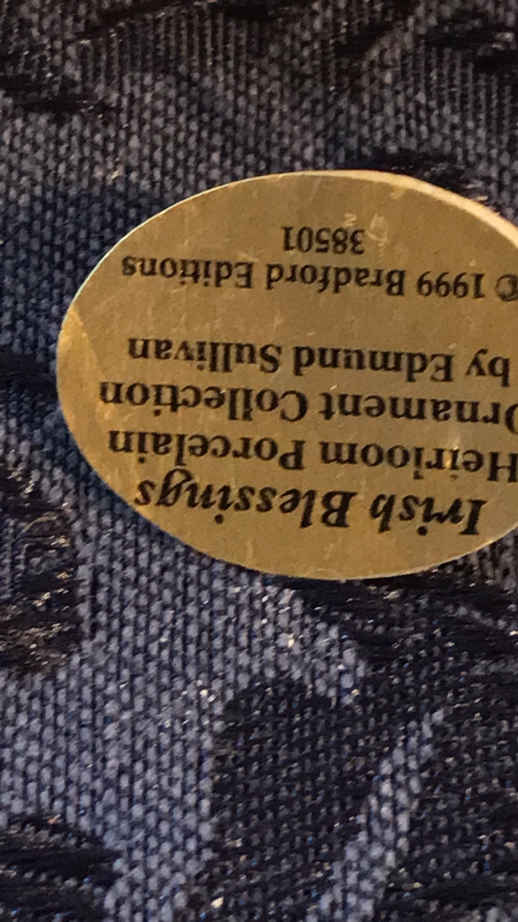 Irish Blessings
Heirloom Porcelain
Ornament Collection
by Edmund Sullivan
© 1999 Bradford Editions
38501